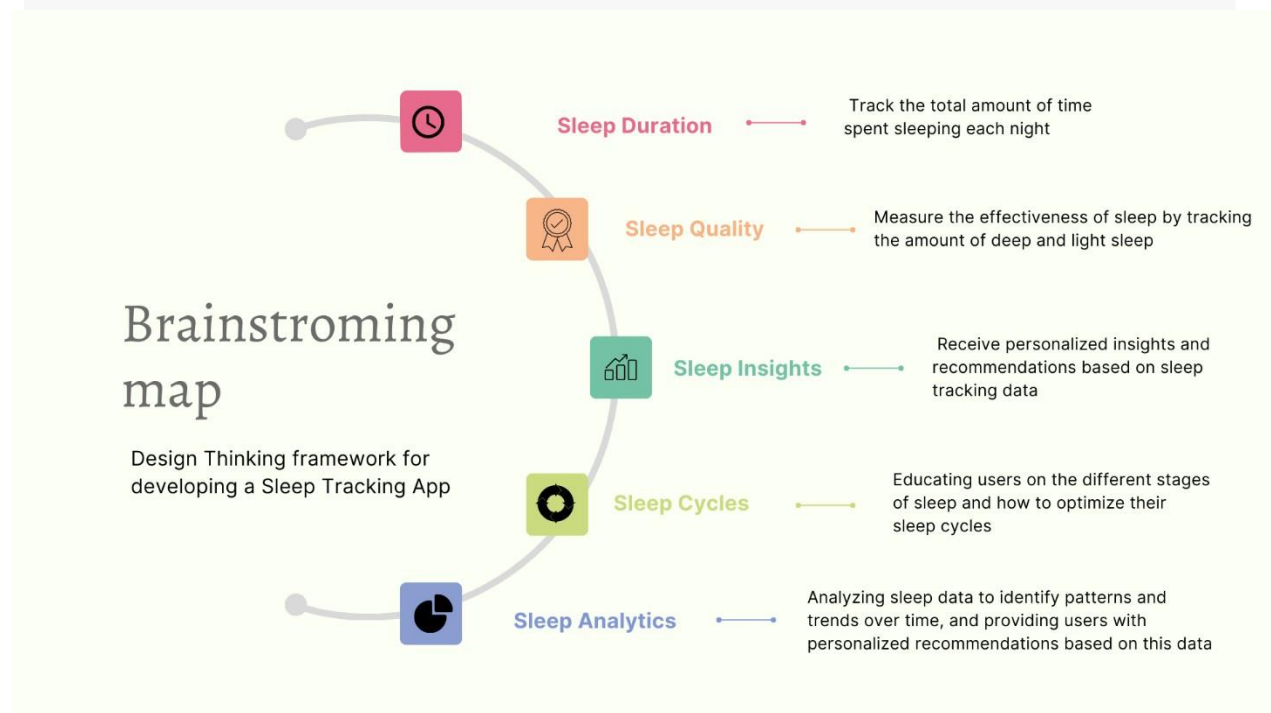 Brainstroming
map
Design Thinking framework for
developing a Sleep Tracking App
Sleep Duration
Track the total amount of time
spent sleeping each night
Sleep Quality
Measure the effectiveness of sleep by tracking
the amount of deep and light sleep
Sleep Insights
Receive personalized insights and
recommendations based on sleep
tracking data
Sleep Cycles
Educating users on the different stages
of sleep and how to optimize their
sleep cycles
Sleep Analytics
Analyzing sleep data to identify patterns and
trends over time, and providing users with
personalized recommendations based on this data